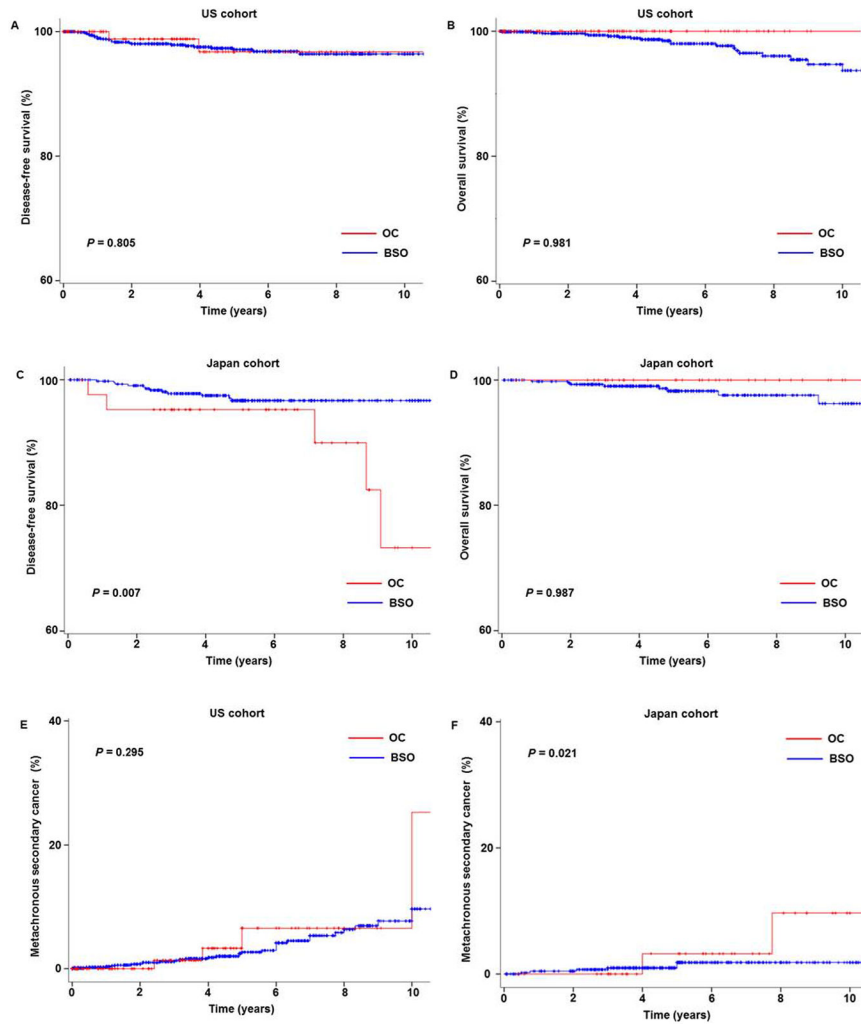 A
US cohort
100
80
60
Disease-free survival (%)
P = 0.805
OC
BSO
0 2 4 6 8 10
Time (years)
B
US cohort
100
80
60
Overall survival (%)
P = 0.981
OC
BSO
0 2 4 6 8 10
Time (years)
C
Japan cohort
100
80
60
Disease-free survival (%)
P = 0.007
OC
BSO
0 2 4 6 8 10
Time (years)
D
Japan cohort
100
80
60
Overall survival (%)
P = 0.987
OC
BSO
0 2 4 6 8 10
Time (years)
E
US cohort
40
20
0
Metachronous secondary cancer (%)
P = 0.295
OC
BSO
0 2 4 6 8 10
Time (years)
F
Japan cohort
40
20
0
Metachronous secondary cancer (%)
P = 0.021
OC
BSO
0 2 4 6 8 10
Time (years)